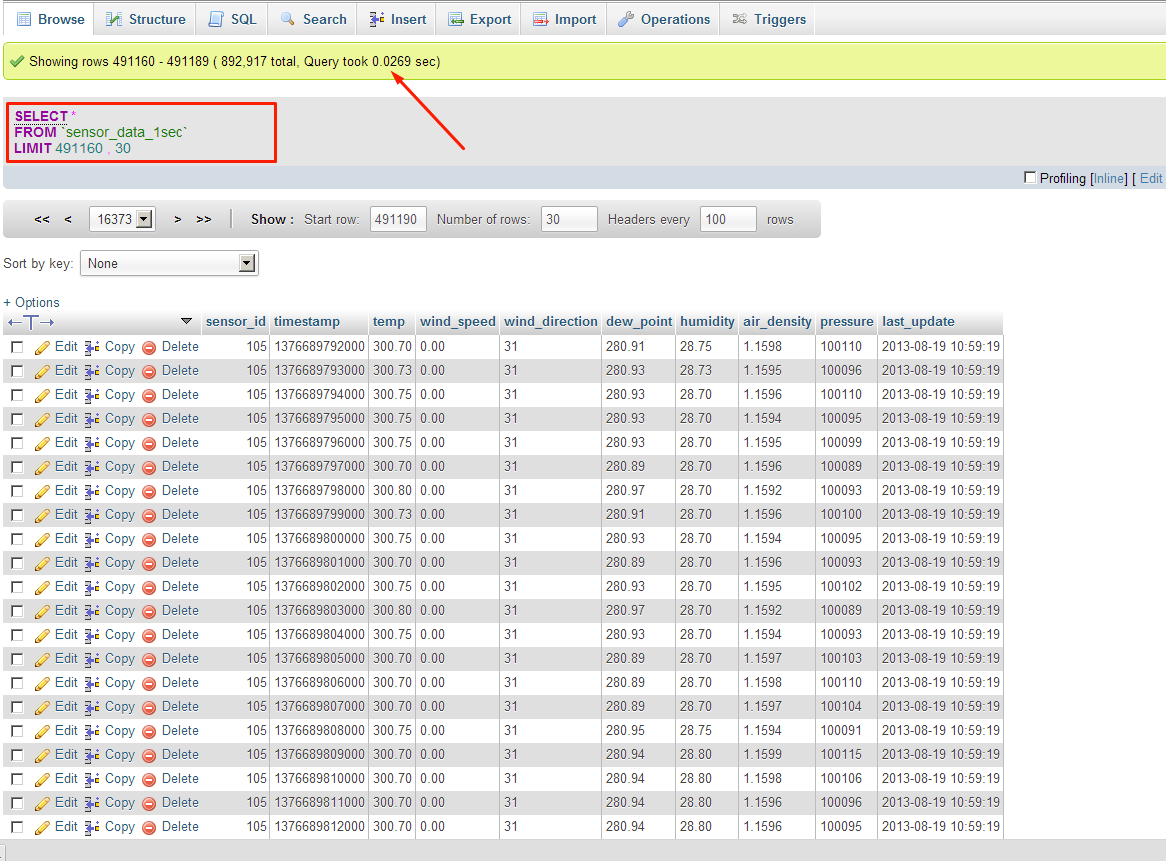 Browse Structure SQL Search Insert Export Import Operations Triggers
Showing rows 491160 - 491189 ( 892,917 total, Query took 0.0269 sec)
SELECT *
FROM `sensor_data_1sec`
LIMIT 491160 , 30
Profiling [Inline] [ Edit
<< < 16373 > >> Show : Start row: 491190 Number of rows: 30 Headers every 100 rows
Sort by key: None
+ Options
←T→ sensor_id timestamp temp wind_speed wind_direction dew_point humidity air_density pressure last_update
Edit Copy Delete 105 1376689792000 300.70 0.00 31 280.91 28.75 1.1598 100110 2013-08-19 10:59:19
Edit Copy Delete 105 1376689793000 300.73 0.00 31 280.93 28.73 1.1595 100096 2013-08-19 10:59:19
Edit Copy Delete 105 1376689794000 300.75 0.00 31 280.93 28.70 1.1596 100110 2013-08-19 10:59:19
Edit Copy Delete 105 1376689795000 300.75 0.00 31 280.93 28.70 1.1594 100095 2013-08-19 10:59:19
Edit Copy Delete 105 1376689796000 300.75 0.00 31 280.93 28.70 1.1595 100099 2013-08-19 10:59:19
Edit Copy Delete 105 1376689797000 300.70 0.00 31 280.89 28.70 1.1596 100089 2013-08-19 10:59:19
Edit Copy Delete 105 1376689798000 300.80 0.00 31 280.97 28.70 1.1592 100093 2013-08-19 10:59:19
Edit Copy Delete 105 1376689799000 300.73 0.00 31 280.91 28.70 1.1596 100100 2013-08-19 10:59:19
Edit Copy Delete 105 1376689800000 300.75 0.00 31 280.93 28.70 1.1594 100095 2013-08-19 10:59:19
Edit Copy Delete 105 1376689801000 300.70 0.00 31 280.89 28.70 1.1596 100093 2013-08-19 10:59:19
Edit Copy Delete 105 1376689802000 300.75 0.00 31 280.93 28.70 1.1595 100102 2013-08-19 10:59:19
Edit Copy Delete 105 1376689803000 300.80 0.00 31 280.97 28.70 1.1592 100089 2013-08-19 10:59:19
Edit Copy Delete 105 1376689804000 300.75 0.00 31 280.93 28.70 1.1594 100093 2013-08-19 10:59:19
Edit Copy Delete 105 1376689805000 300.70 0.00 31 280.89 28.70 1.1597 100103 2013-08-19 10:59:19
Edit Copy Delete 105 1376689806000 300.70 0.00 31 280.89 28.70 1.1598 100110 2013-08-19 10:59:19
Edit Copy Delete 105 1376689807000 300.70 0.00 31 280.89 28.70 1.1597 100104 2013-08-19 10:59:19
Edit Copy Delete 105 1376689808000 300.75 0.00 31 280.95 28.75 1.1594 100091 2013-08-19 10:59:19
Edit Copy Delete 105 1376689809000 300.70 0.00 31 280.94 28.80 1.1599 100115 2013-08-19 10:59:19
Edit Copy Delete 105 1376689810000 300.70 0.00 31 280.94 28.80 1.1598 100106 2013-08-19 10:59:19
Edit Copy Delete 105 1376689811000 300.70 0.00 31 280.94 28.80 1.1596 100096 2013-08-19 10:59:19
Edit Copy Delete 105 1376689812000 300.70 0.00 31 280.94 28.80 1.1596 100095 2013-08-19 10:59:19